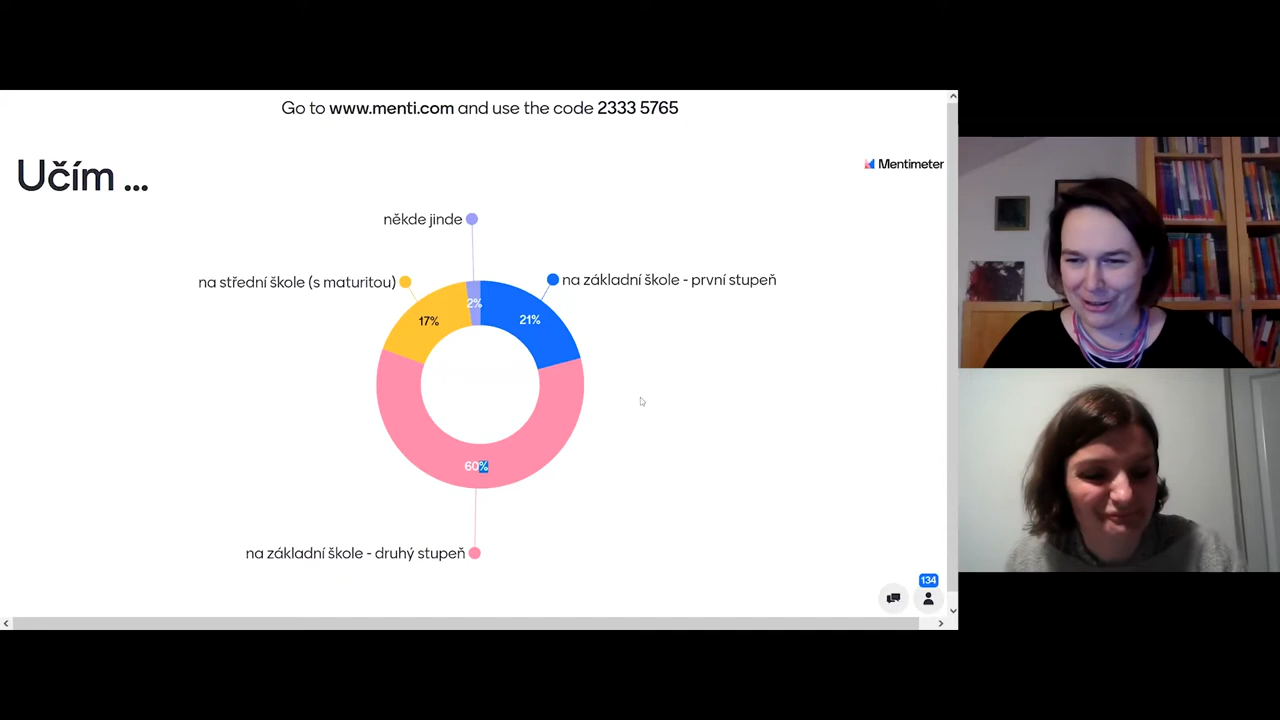 Go to www.menti.com and use the code 2333 5765
Učím ...
Mentimeter
někde jinde
na střední škole (s maturitou)
na základní škole - první stupeň
2%
17%
21%
60%
na základní škole - druhý stupeň
134